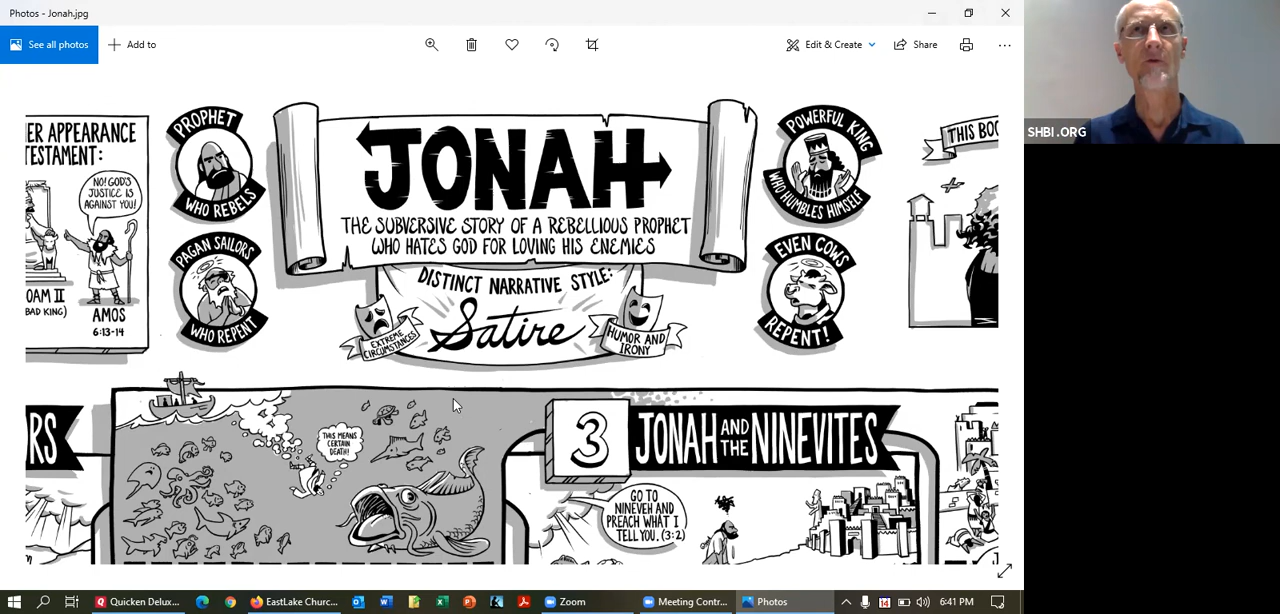 Photos - Jonah.jpg
See all photos
Add to
Edit & Create
Share
SHBI.ORG
ER APPEARANCE
TESTAMENT:
NO! GOD'S
JUSTICE IS
AGAINST YOU!
OAM II
BAD KING)
AMOS
6:13-14
PROPHET
WHO REBELS
PAGAN SAILORS
WHO REPENT
JONAH
THE SUBVERSIVE STORY OF A REBELLIOUS PROPHET
WHO HATES GOD FOR LOVING HIS ENEMIES
DISTINCT NARRATIVE STYLE:
Satire
EXTREME
CIRCUMSTANCES
HUMOR AND
IRONY
POWERFUL KING
WHO HUMBLES HIMSELF
EVEN COWS
REPENT!
THIS BOO
RS
THIS MEANS
CERTAIN
DEATH!
3
JONAH AND THE NINEVITES
GO TO
NINEVEH AND
PREACH WHAT I
TELL YOU. (3:2)
Quicken Delux...
EastLake Churc...
Zoom
Meeting Contr...
Photos
14
6:41 PM